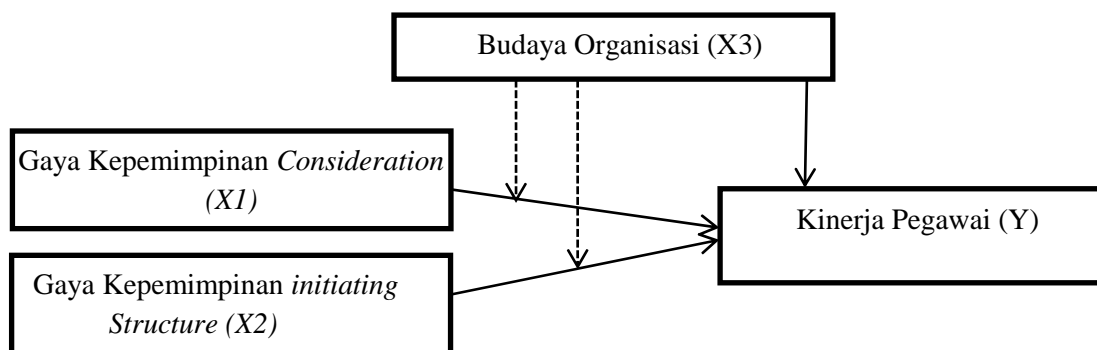 Budaya Organisasi (X3)
Gaya Kepemimpinan Consideration
(X1)
Kinerja Pegawai (Y)
Gaya Kepemimpinan initiating
Structure (X2)